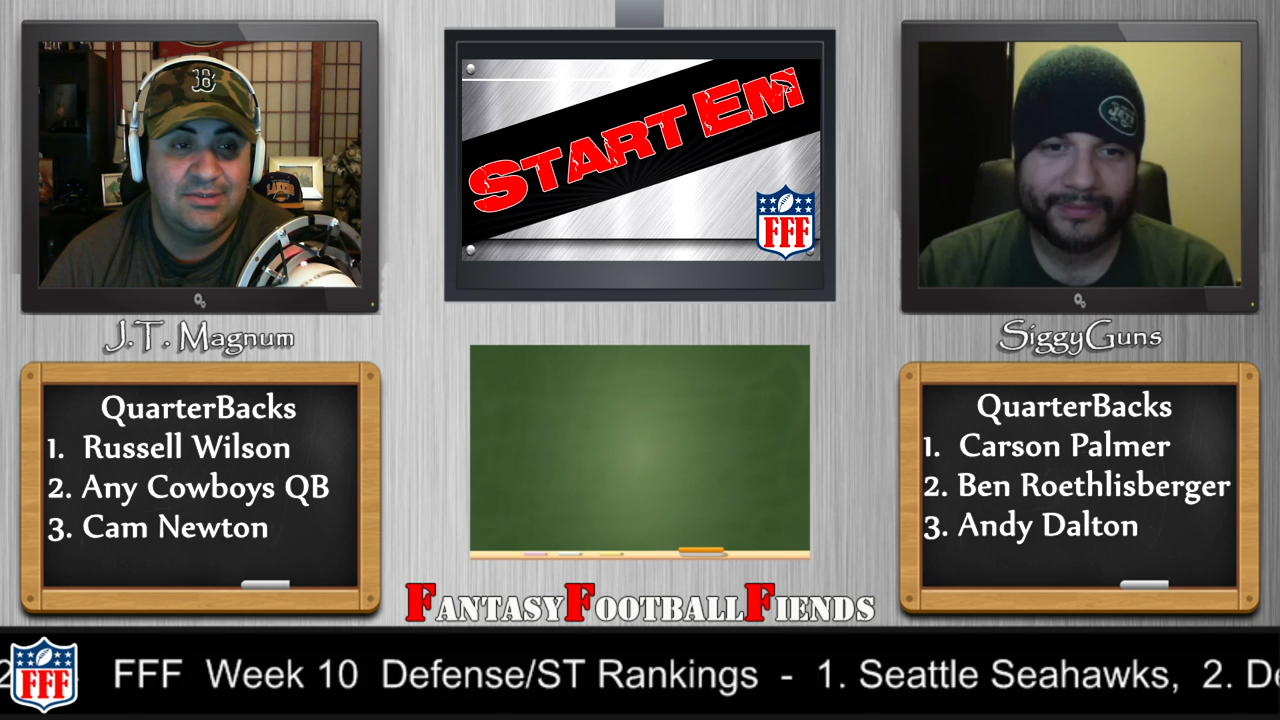 B
LAKERS
START EM
FFF
JETS
J.T. Magnum
SiggyGuns
QuarterBacks
1. Russell Wilson
2. Any Cowboys QB
3. Cam Newton
QuarterBacks
1. Carson Palmer
2. Ben Roethlisberger
3. Andy Dalton
FantasyFootballFiends
FFF
FFF Week 10 Defense/ST Rankings - 1. Seattle Seahawks, 2. De